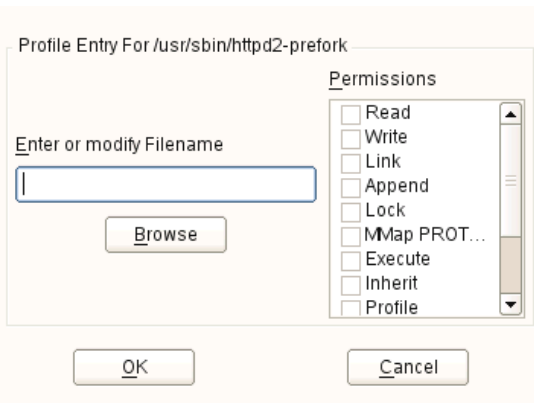 Profile Entry For /usr/sbin/httpd2-prefork
Permissions
Read
Write
Link
Append
Lock
MMap PROT...
Execute
Inherit
Profile
Enter or modify Filename
Browse
OK
Cancel